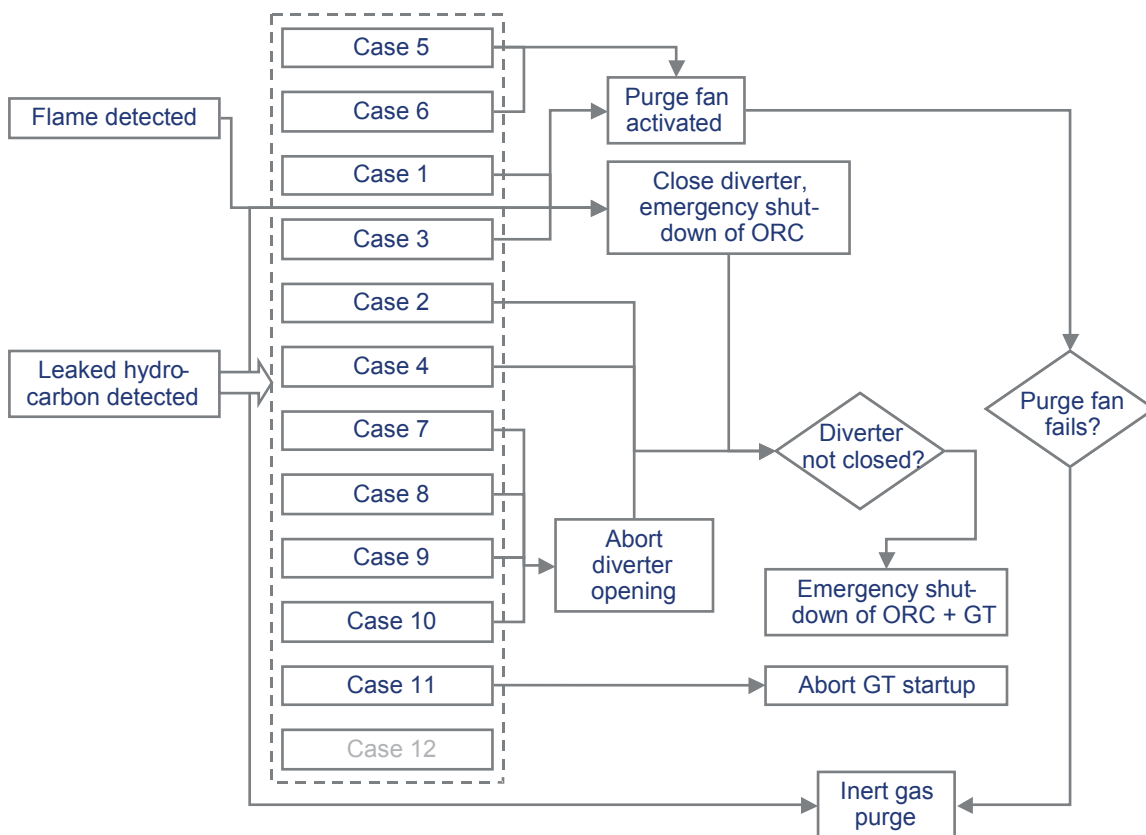 Case 5
Case 6
Flame detected
Purge fan
activated
Case 1
Close diverter,
emergency shut-
down of ORC
Case 3
Case 2
Leaked hydro-
carbon detected
Case 4
Purge fan
fails?
Case 7
Diverter
not closed?
Case 8
Case 9
Abort
diverter
opening
Case 10
Emergency shut-
down of ORC + GT
Case 11
Abort GT startup
Case 12
Inert gas
purge